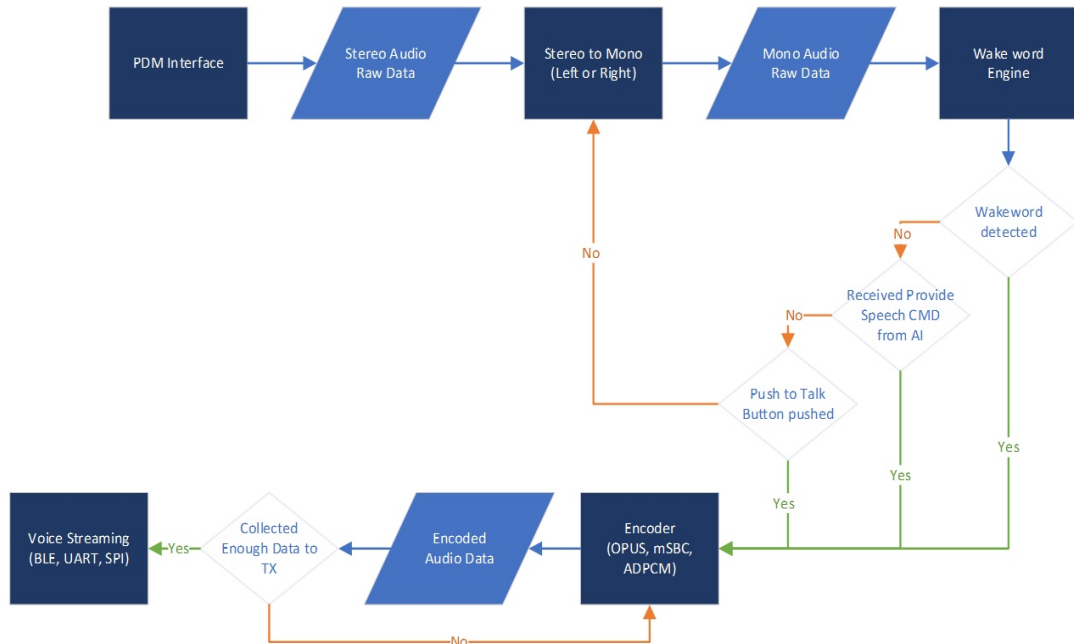 PDM Interface
Stereo Audio
Raw Data
Stereo to Mono
(Left or Right)
Mono Audio
Raw Data
Wake word
Engine
Wakeword
detected
No
Received Provide
Speech CMD
from AI
No
Push to Talk
Button pushed
No
Yes
Yes
Yes
Encoder
(OPUS, mSBC,
ADPCM)
Encoded
Audio Data
Collected
Enough Data to
TX
Yes
No
Voice Streaming
(BLE, UART, SPI)